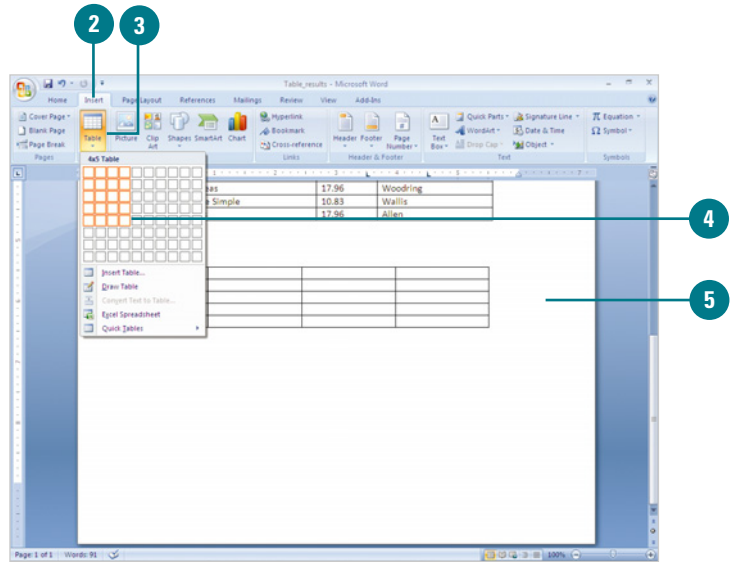 2 3
Table_results - Microsoft Word
Home Insert Page Layout References Mailings Review View Add-Ins
Cover Page
Blank Page
Page Break
Pages
Table
Picture
Clip Art
Shapes
SmartArt
Chart
Hyperlink
Bookmark
Cross-reference
Links
Header
Footer
Page Number
Header & Footer
Text Box
Quick Parts
WordArt
Drop Cap
Signature Line
Date & Time
Object
Text
Equation
Symbol
Symbols
4x5 Table
eas 17.96 Woodring
e Simple 10.83 Wallis
17.96 Allen
4
Insert Table...
Draw Table
Convert Text to Table...
Excel Spreadsheet
Quick Tables
5
Page: 1 of 1 Words: 91 100%